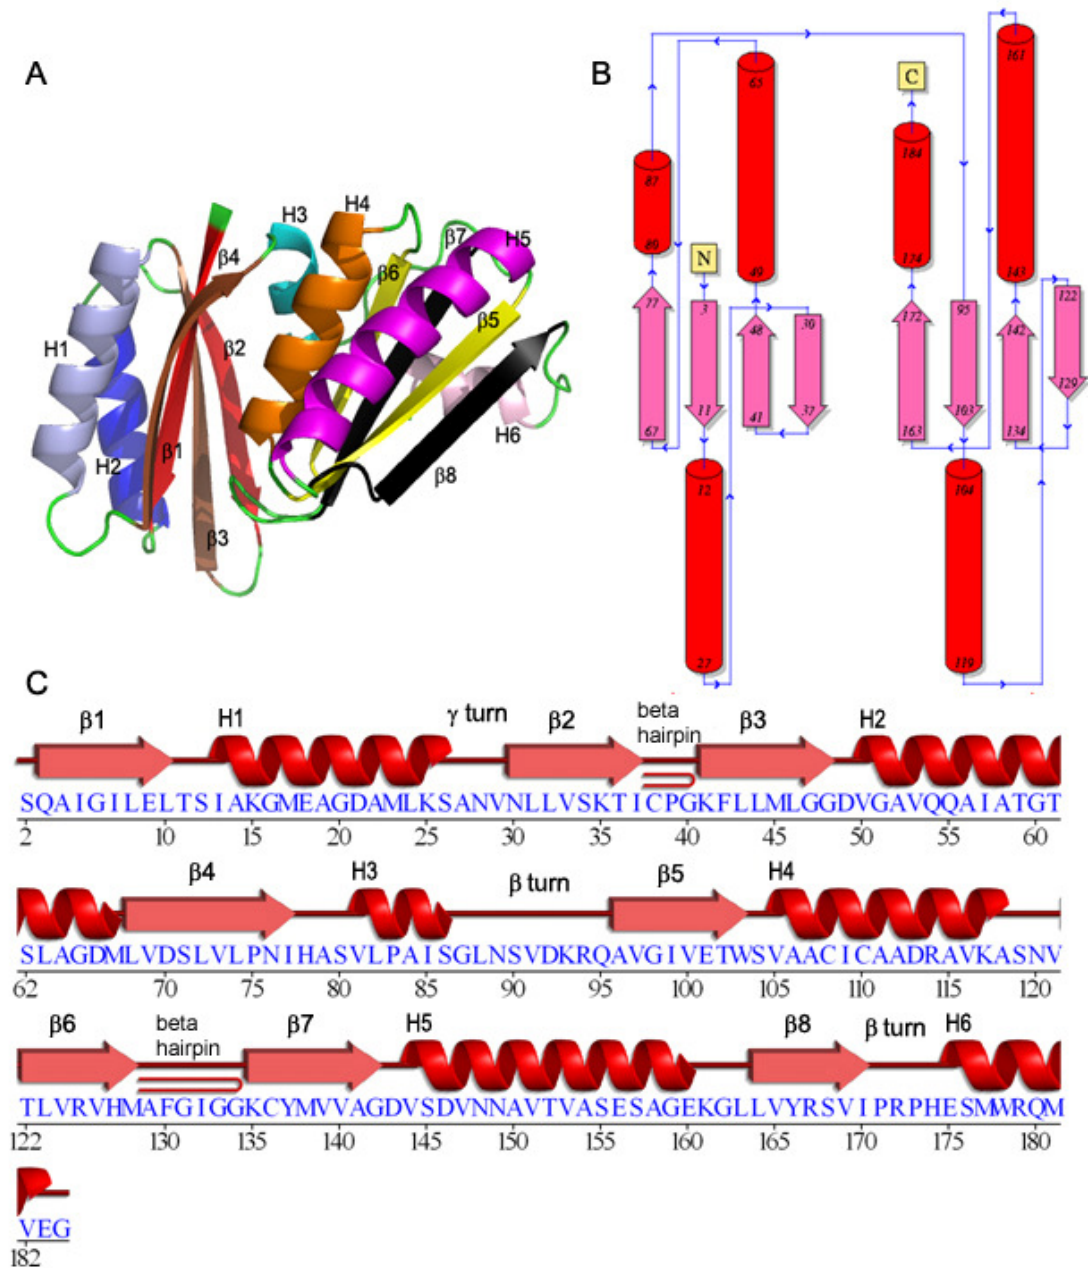 A
H1
H2
β1
β4
β2
β3
H3
H4
β6
β7
H5
β5
β8
H6
B
161
65
C
184
87
80
N
174
49
143
77
3
48
30
172
95
142
122
67
11
41
37
163
103
134
129
12
104
27
119
C
β1 H1 γ turn β2 beta hairpin β3 H2
SQAIGILELTSIAKGMEAGDAMLKSANVNLLVSKTICPGKFLLMLGGDVGAVQQAIATGT
2 10 15 20 25 30 35 40 45 50 55 60
β4 H3 β turn β5 H4
SLAGDMLVDSLVLPNIHASVLPAISGLNSVDKRQAVGIVETWSVAACICAADRAVKASNV
62 70 75 80 85 90 95 100 105 110 115 120
β6 beta hairpin β7 H5 β8 β turn H6
TLVRVHMAFGIGGKCYMVVAGDVSDVNNAVTVASESAGEKGLLVYRSVIPRPHESMWRQM
122 130 135 140 145 150 155 160 165 170 175 180
VEG
182